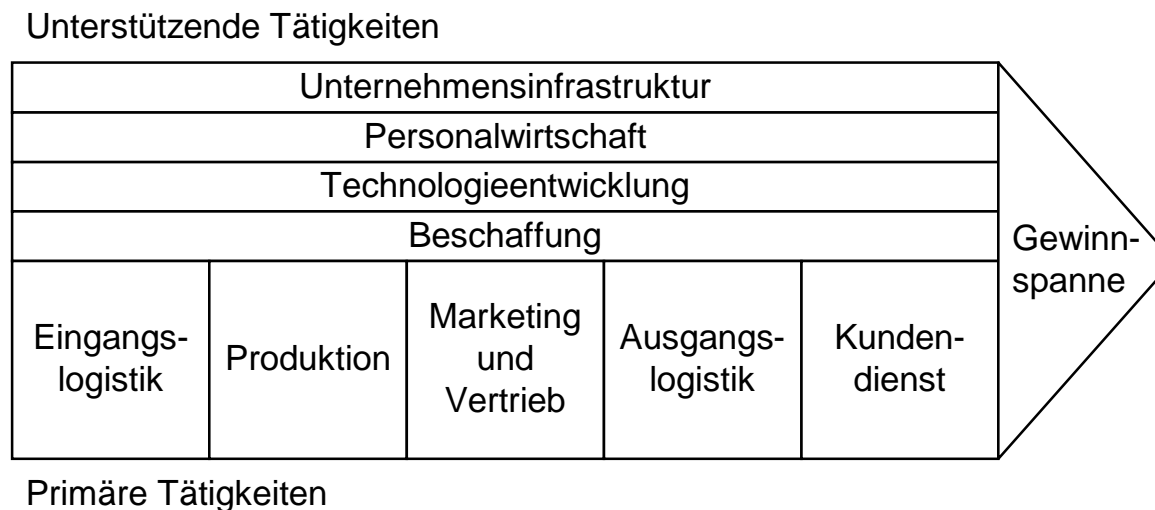 Unterstützende Tätigkeiten
Unternehmensinfrastruktur
Personalwirtschaft
Technologieentwicklung
Beschaffung
Gewinn-
spanne
Eingangs-
logistik
Produktion
Marketing
und
Vertrieb
Ausgangs-
logistik
Kunden-
dienst
Primäre Tätigkeiten